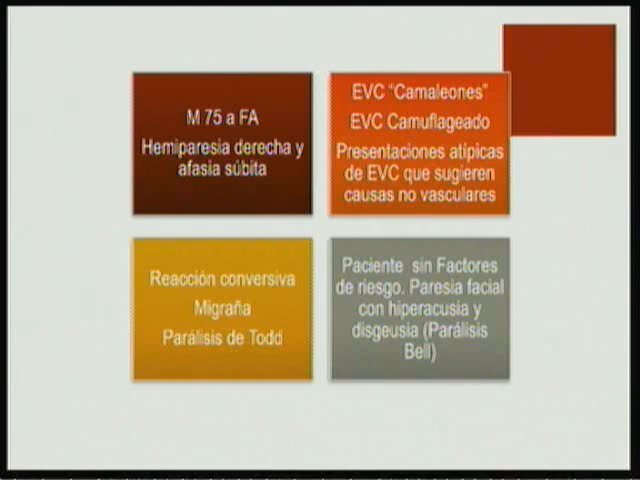 M 75 a FA
Hemiparesia derecha y
afasia súbita
EVC "Camaleones"
EVC Camuflageado
Presentaciones atípicas
de EVC que sugieren
causas no vasculares
Reacción conversiva
Migraña
Parálisis de Todd
Paciente sin Factores
de riesgo. Paresia facial
con hiperacusia y
disgeusia (Parálisis
Bell)